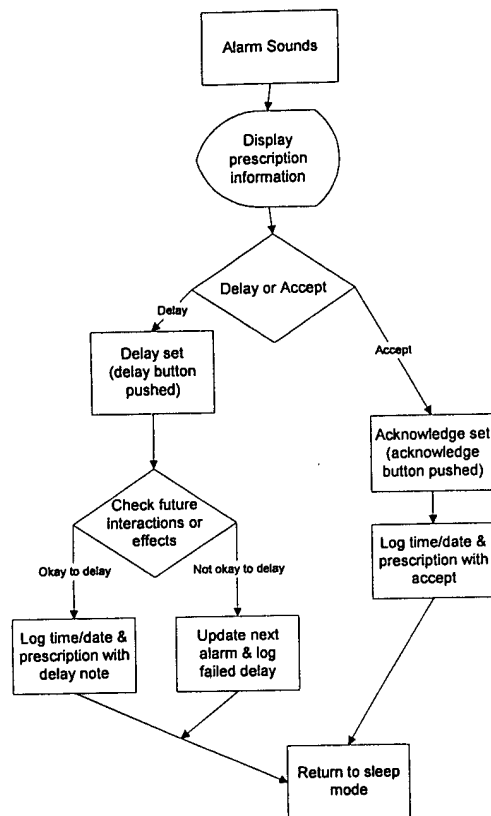 Alarm Sounds
Display
prescription
information
Delay or Accept
Delay
Accept
Delay set
(delay button
pushed)
Acknowledge set
(acknowledge
button pushed)
Check future
interactions or
effects
Log time/date &
prescription with
accept
Okay to delay
Not okay to delay
Log time/date &
prescription with
delay note
Update next
alarm & log
failed delay
Return to sleep
mode